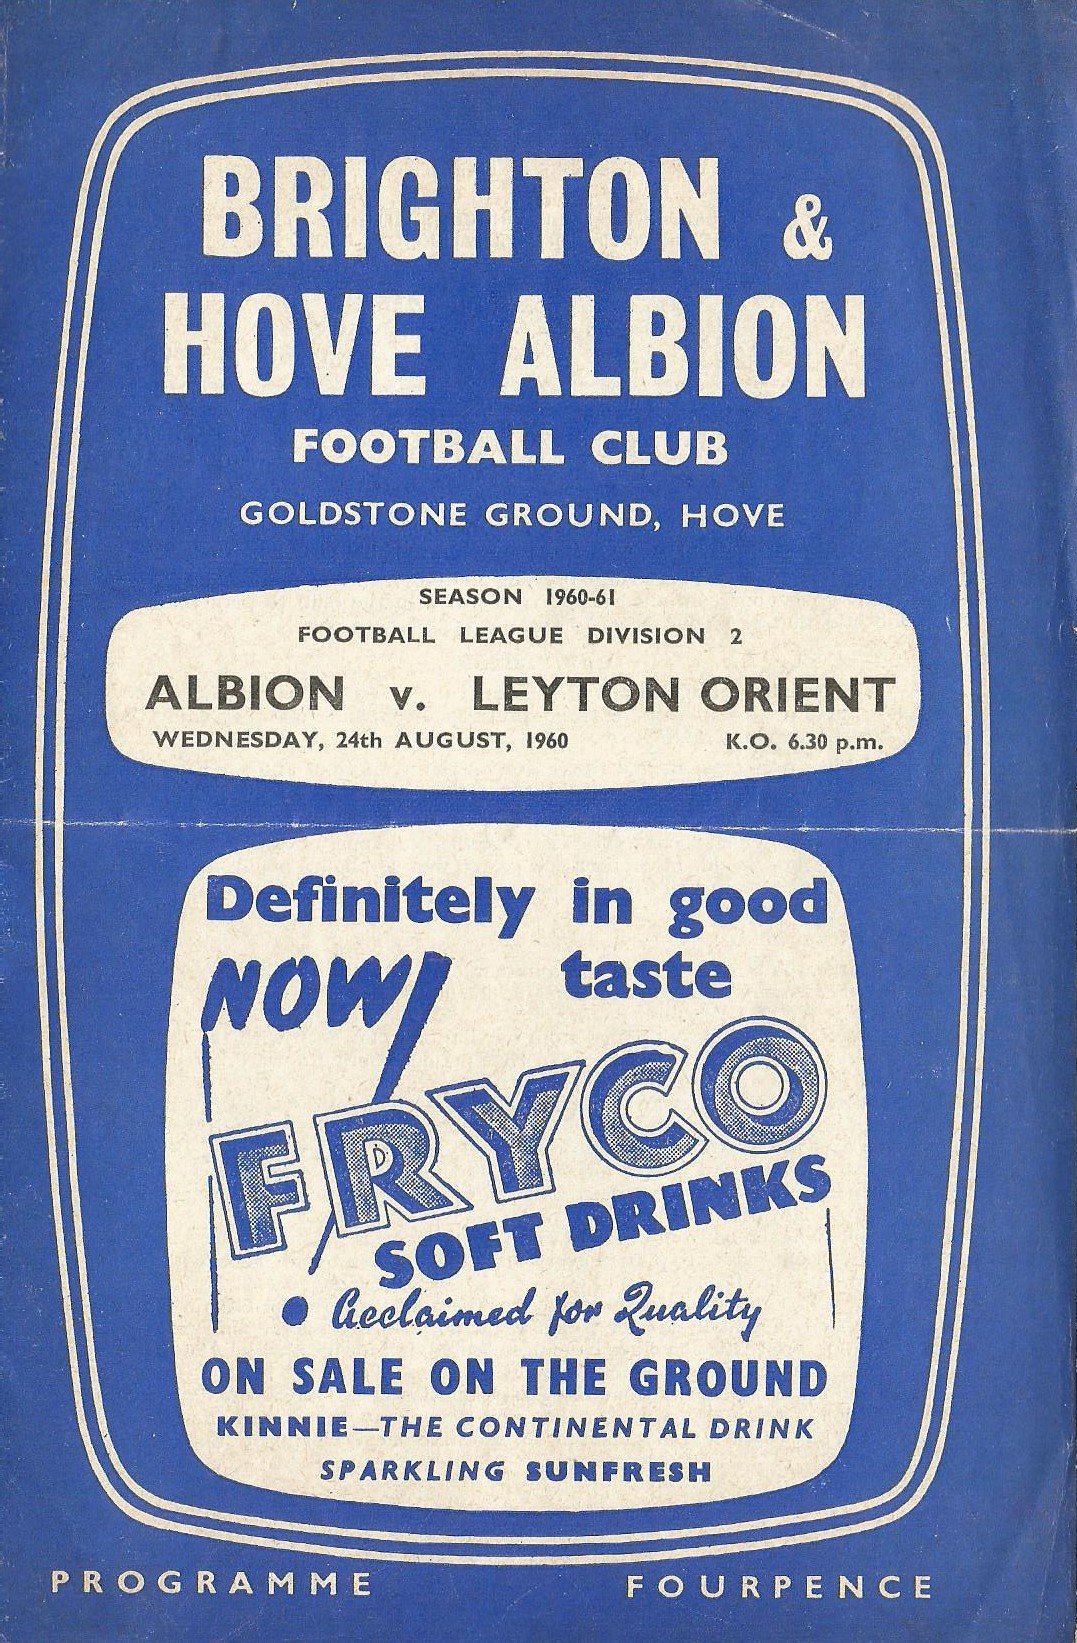 BRIGHTON &
HOVE ALBION
FOOTBALL CLUB
GOLDSTONE GROUND, HOVE
SEASON 1960-61
FOOTBALL LEAGUE DIVISION 2
ALBION v. LEYTON ORIENT
WEDNESDAY, 24th AUGUST, 1960 K.O. 6.30 p.m.
Definitely in good
taste
NOW!
FRYCO
SOFT DRINKS
• Acclaimed for Quality
ON SALE ON THE GROUND
KINNIE—THE CONTINENTAL DRINK
SPARKLING SUNFRESH
PROGRAMME FOURPENCE